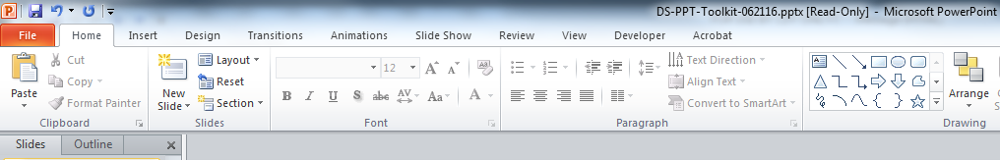 DS-PPT-Toolkit-062116.pptx [Read-Only] - Microsoft PowerPoint
File Home Insert Design Transitions Animations Slide Show Review View Developer Acrobat
Paste
Cut
Copy
Format Painter
Clipboard
New Slide
Layout
Reset
Section
Slides
12
A A
B I U S abc AV Aa A
Font
Text Direction
Align Text
Convert to SmartArt
Paragraph
Arrange
Drawing
Slides Outline